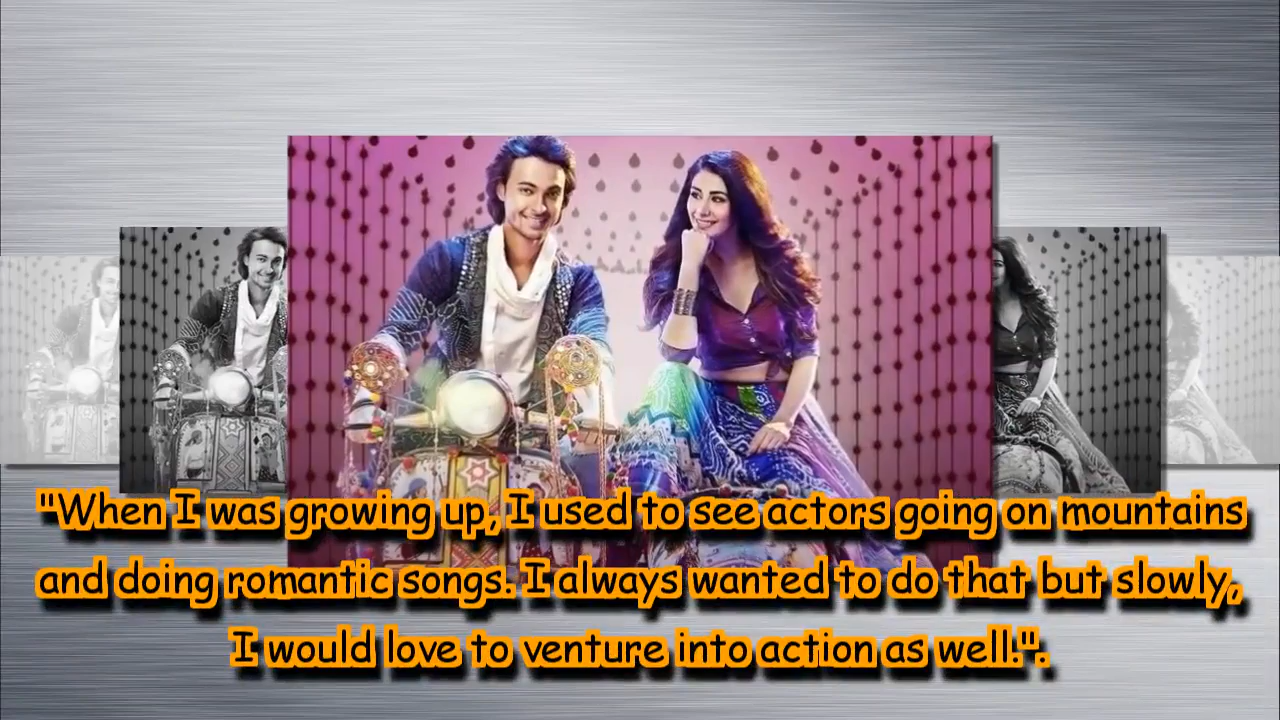 "When I was growing up, I used to see actors going on mountains
and doing romantic songs. I always wanted to do that but slowly,
I would love to venture into action as well.".